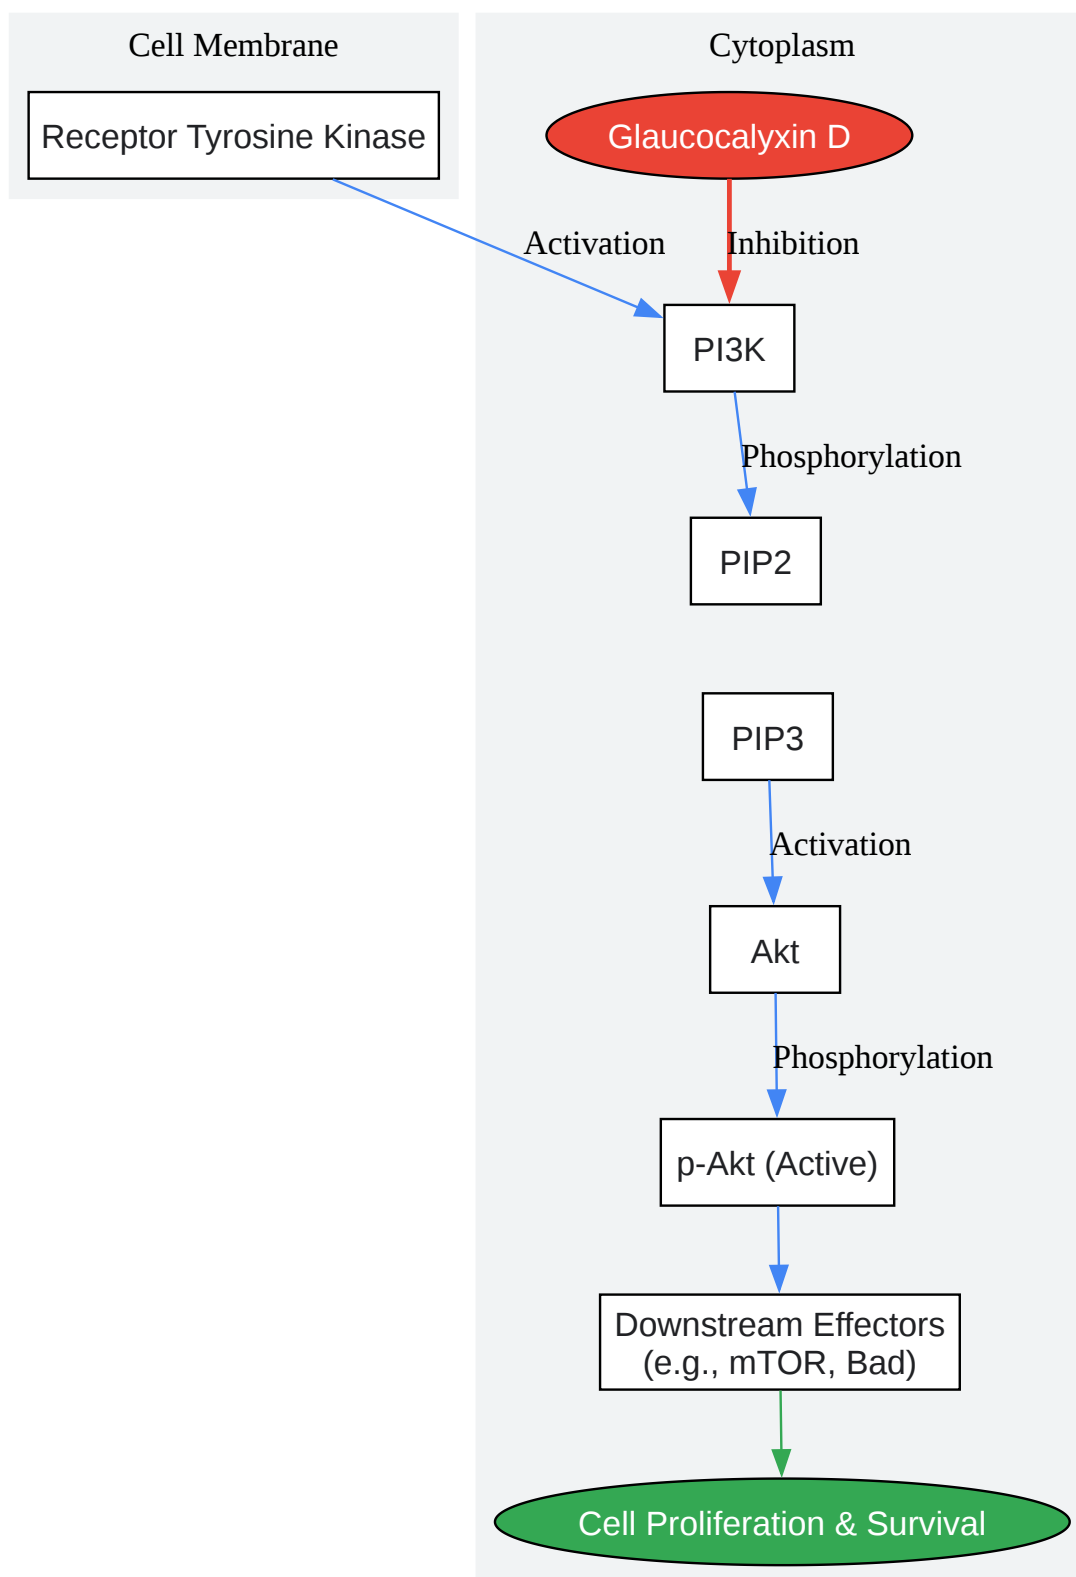 Cell Membrane
Cytoplasm
Receptor Tyrosine Kinase
Glaucocalyxin D
Activation
Inhibition
PI3K
Phosphorylation
PIP2
PIP3
Activation
Akt
Phosphorylation
p-Akt (Active)
Downstream Effectors
(e.g., mTOR, Bad)
Cell Proliferation & Survival